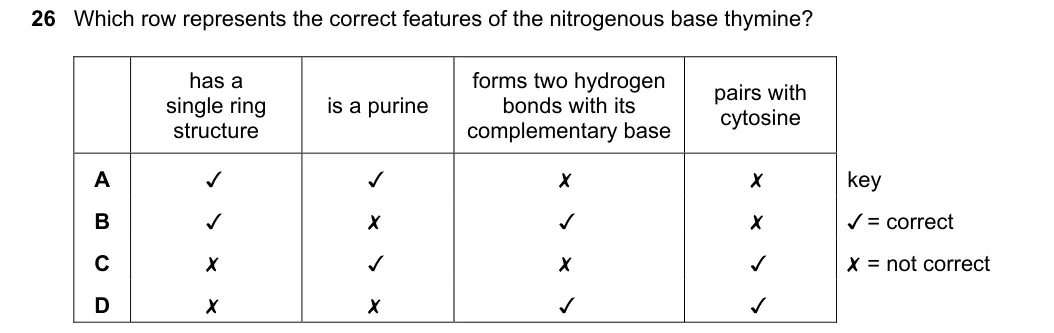 26 Which row represents the correct features of the nitrogenous base thymine?
has a
single ring
structure
is a purine
forms two hydrogen
bonds with its
complementary base
pairs with
cytosine
A ✓ ✓ ✗ ✗
B ✓ ✗ ✓ ✗
C ✗ ✓ ✗ ✓
D ✗ ✗ ✓ ✓
key
✓ = correct
✗ = not correct